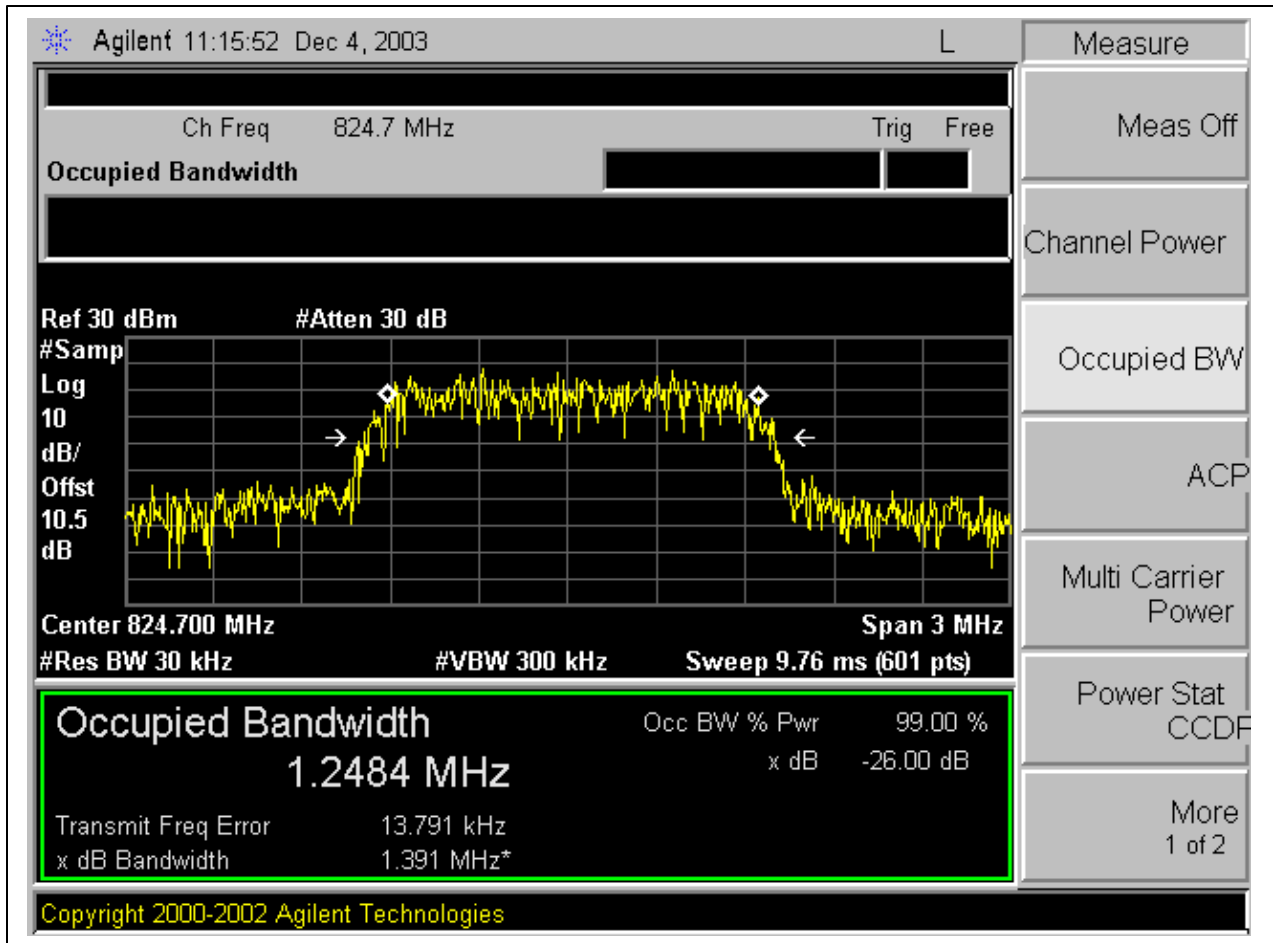 Agilent 11:15:52 Dec 4, 2003 L
Measure
Ch Freq 824.7 MHz Trig Free
Occupied Bandwidth
Ref 30 dBm #Atten 30 dB
#Samp
Log
10
dB/
Offst
10.5
dB
Center 824.700 MHz Span 3 MHz
#Res BW 30 kHz #VBW 300 kHz Sweep 9.76 ms (601 pts)
Occupied Bandwidth Occ BW % Pwr 99.00 %
1.2484 MHz x dB -26.00 dB
Transmit Freq Error 13.791 kHz
x dB Bandwidth 1.391 MHz*
Copyright 2000-2002 Agilent Technologies
Meas Off
Channel Power
Occupied BW
ACP
Multi Carrier
Power
Power Stat
CCDF
More
1 of 2